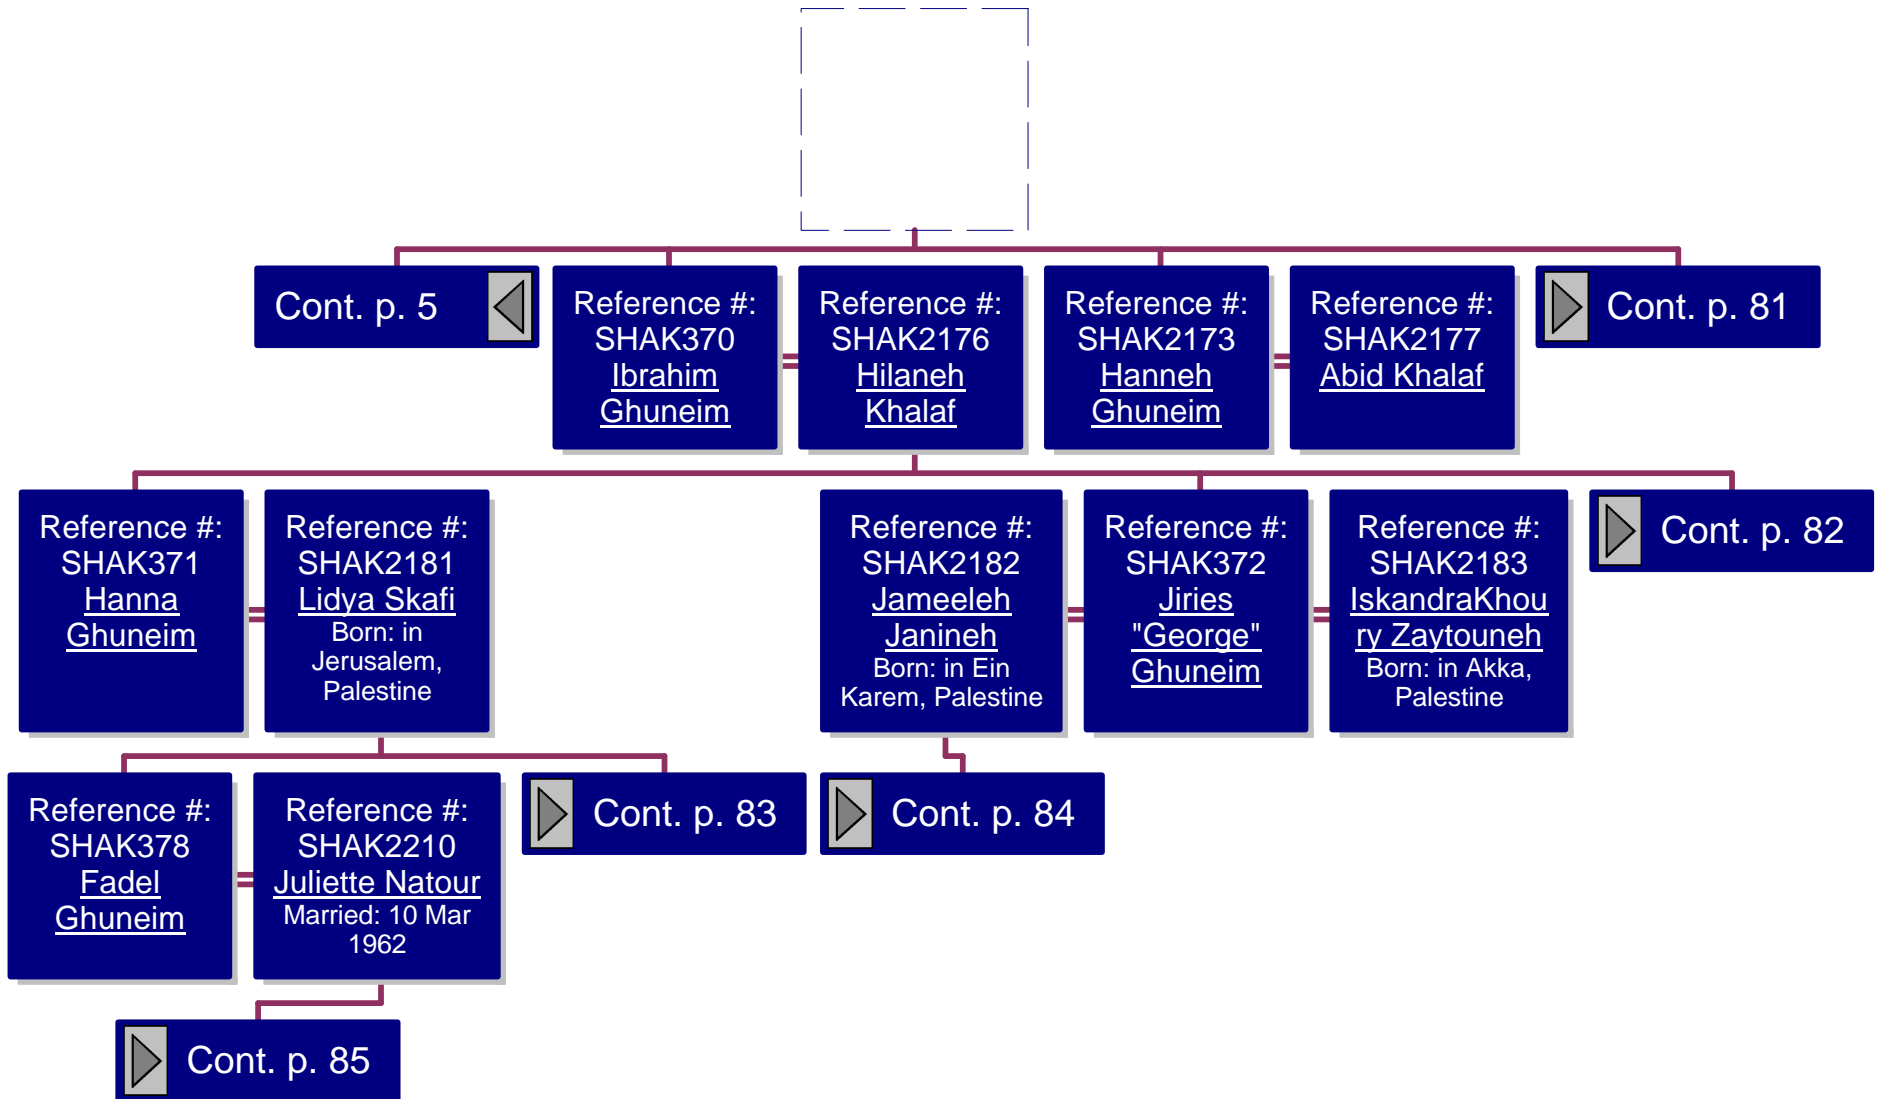 Cont. p. 5
Reference #:
SHAK370
Ibrahim
Ghuneim
Reference #:
SHAK2176
Hilaneh
Khalaf
Reference #:
SHAK2173
Hanneh
Ghuneim
Reference #:
SHAK2177
Abid Khalaf
Cont. p. 81
Reference #:
SHAK371
Hanna
Ghuneim
Reference #:
SHAK2181
Lidya Skafi
Born: in
Jerusalem,
Palestine
Reference #:
SHAK2182
Jameeleh
Janineh
Born: in Ein
Karem, Palestine
Reference #:
SHAK372
Jiries
"George"
Ghuneim
Reference #:
SHAK2183
IskandraKhou
ry Zaytouneh
Born: in Akka,
Palestine
Cont. p. 82
Reference #:
SHAK378
Fadel
Ghuneim
Reference #:
SHAK2210
Juliette Natour
Married: 10 Mar
1962
Cont. p. 83
Cont. p. 84
Cont. p. 85